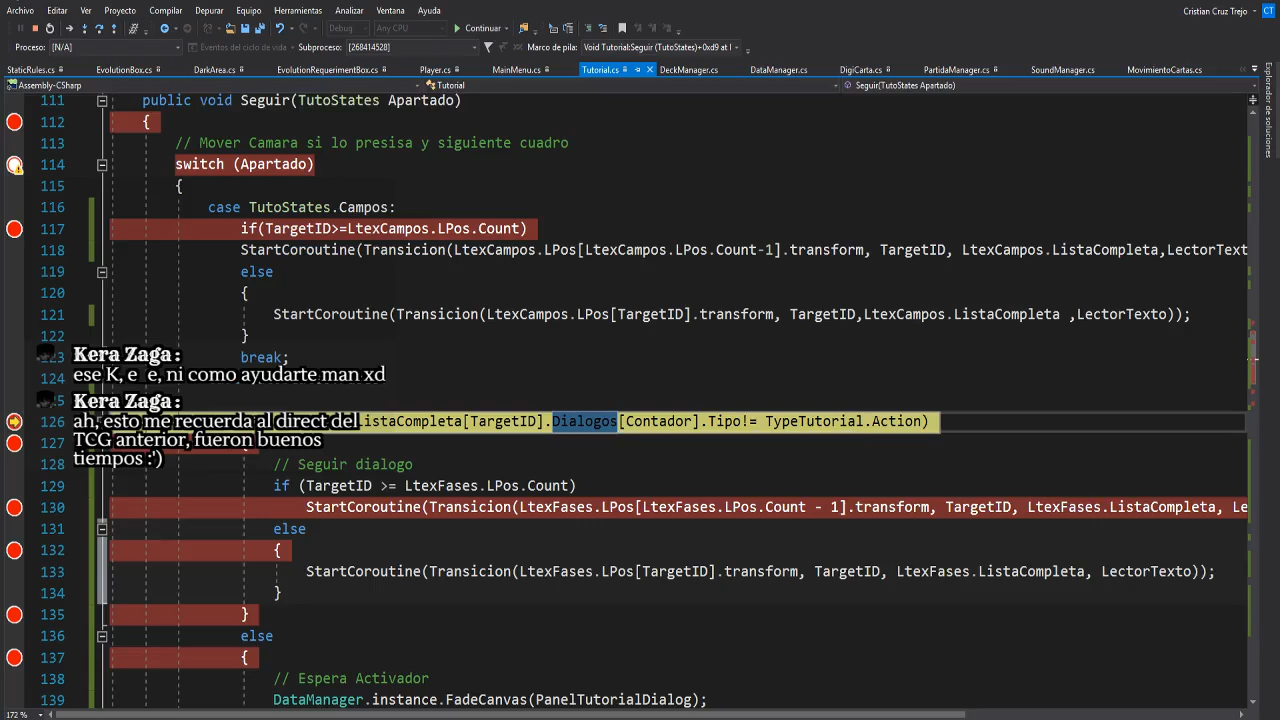 Archivo Editar Ver Proyecto Compilar Depurar Equipo Herramientas Analizar Ventana Ayuda Cristian Cruz Trejo CT
Debug Any CPU Continuar
Proceso: [N/A] Eventos del ciclo de vida Subproceso: [268414528] Marco de pila: Void Tutorial:Seguir (TutoStates)+0xd9 at I
StaticRules.cs EvolutionBox.cs DarkArea.cs EvolutionRequerimentBox.cs Player.cs MainMenu.cs Tutorial.cs DeckManager.cs DataManager.cs DigiCarta.cs PartidaManager.cs SoundManager.cs MovimientoCartas.cs
Assembly-CSharp Tutorial Seguir(TutoStates Apartado)
Explorador de soluciones
111 public void Seguir(TutoStates Apartado)
112 {
113 // Mover Camara si lo presisa y siguiente cuadro
114 switch (Apartado)
115 {
116 case TutoStates.Campos:
117 if(TargetID>=LtexCampos.LPos.Count)
118 StartCoroutine(Transicion(LtexCampos.LPos[LtexCampos.LPos.Count-1].transform, TargetID, LtexCampos.ListaCompleta,LectorText
119 else
120 {
121 StartCoroutine(Transicion(LtexCampos.LPos[TargetID].transform, TargetID,LtexCampos.ListaCompleta ,LectorTexto));
122 }
123 break;
Kera Zaga:
ese K, e e, ni como ayudarte man xd
124
Kera Zaga:
ah, esto me recuerda al direct del
TCG anterior, fueron buenos
tiempos :')
126 ListaCompleta[TargetID].Dialogos[Contador].Tipo!= TypeTutorial.Action)
127
128 // Seguir dialogo
129 if (TargetID >= LtexFases.LPos.Count)
130 StartCoroutine(Transicion(LtexFases.LPos[LtexFases.LPos.Count - 1].transform, TargetID, LtexFases.ListaCompleta, Le
131 else
132 {
133 StartCoroutine(Transicion(LtexFases.LPos[TargetID].transform, TargetID, LtexFases.ListaCompleta, LectorTexto));
134 }
135 }
136 else
137 {
138 // Espera Activador
139 DataManager.instance.FadeCanvas(PanelTutorialDialog);
172 %